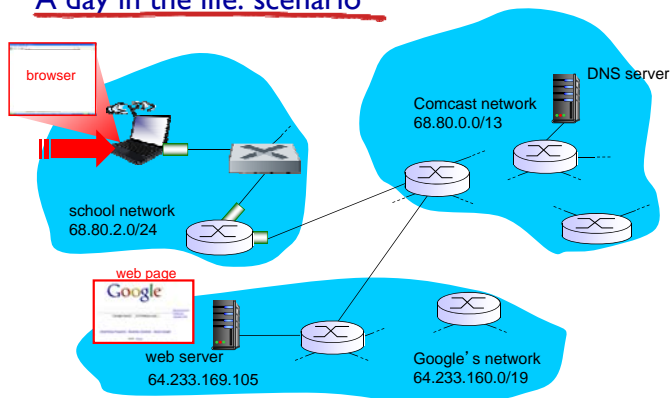 A day in the life: scenario
browser
DNS server
Comcast network
68.80.0.0/13
school network
68.80.2.0/24
web page
Google
web server
64.233.169.105
Google's network
64.233.160.0/19